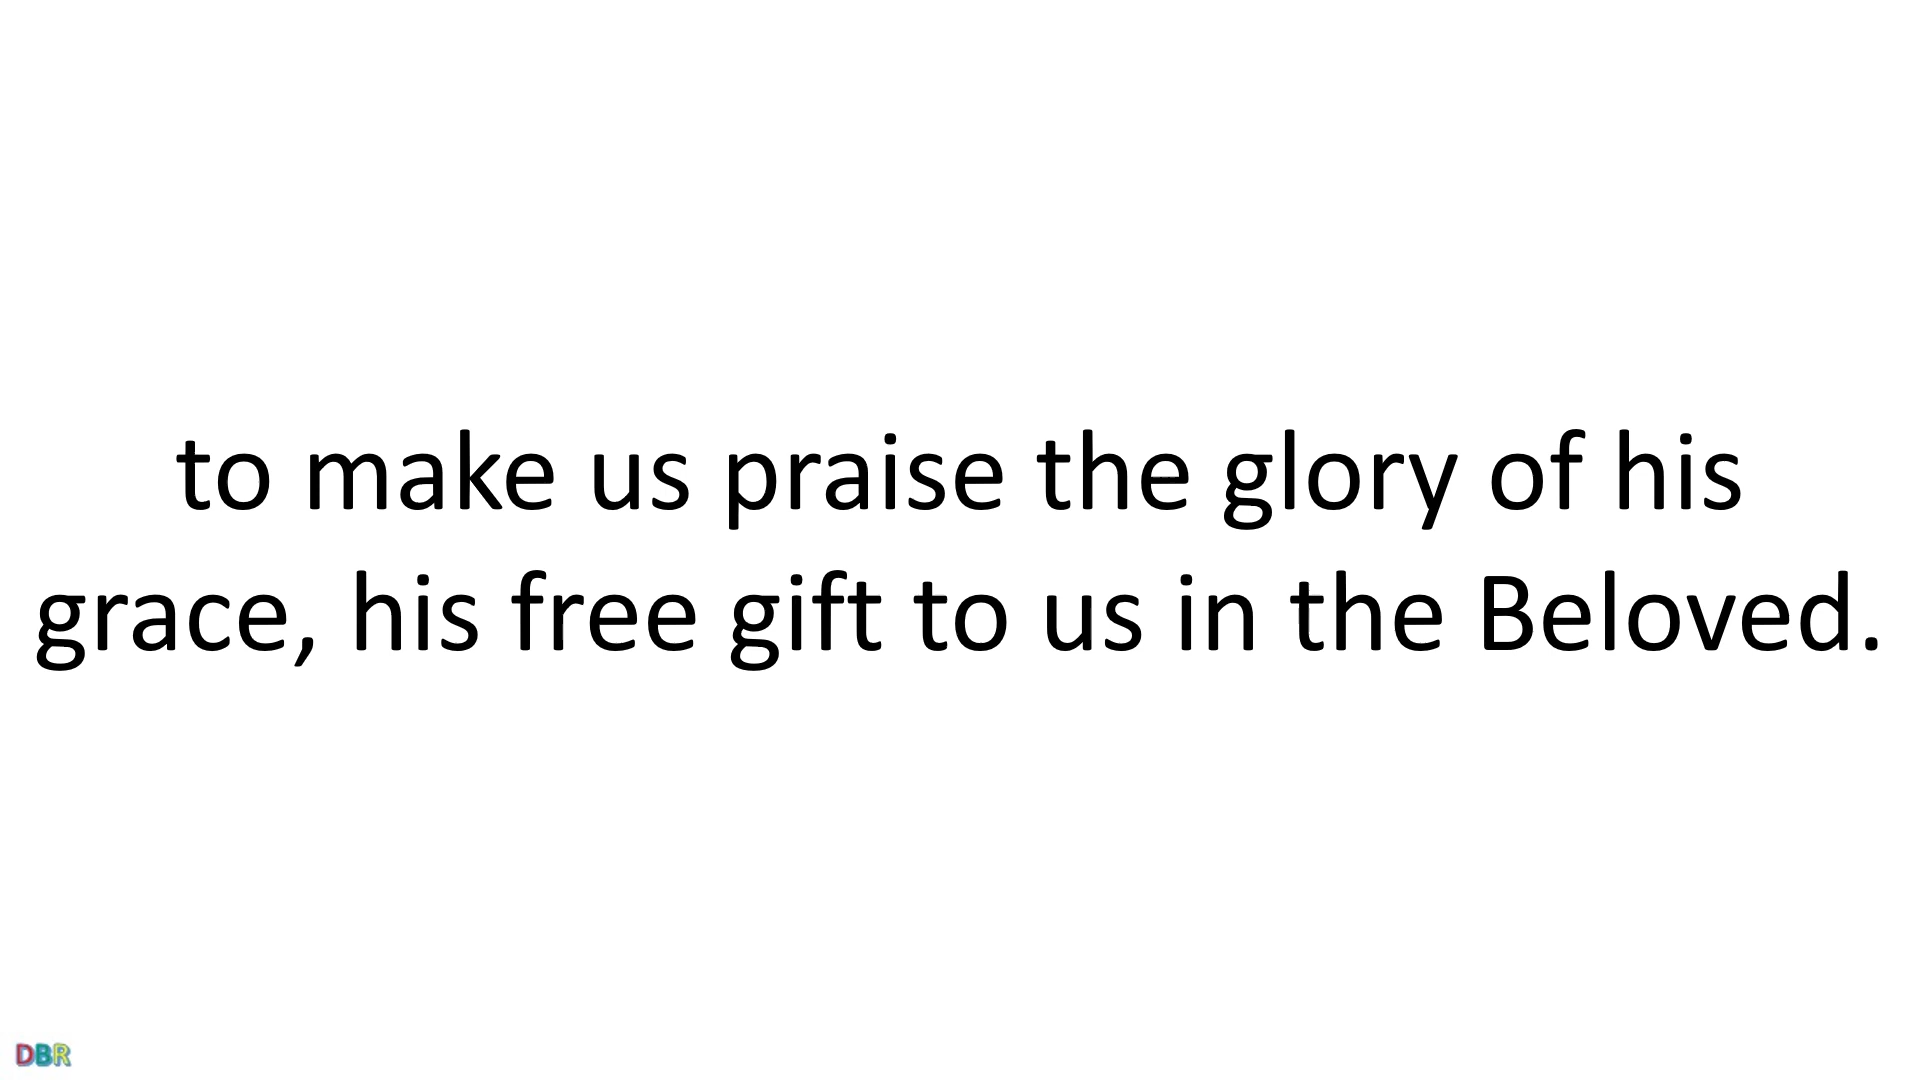 to make us praise the glory of his
grace, his free gift to us in the Beloved.
DBR